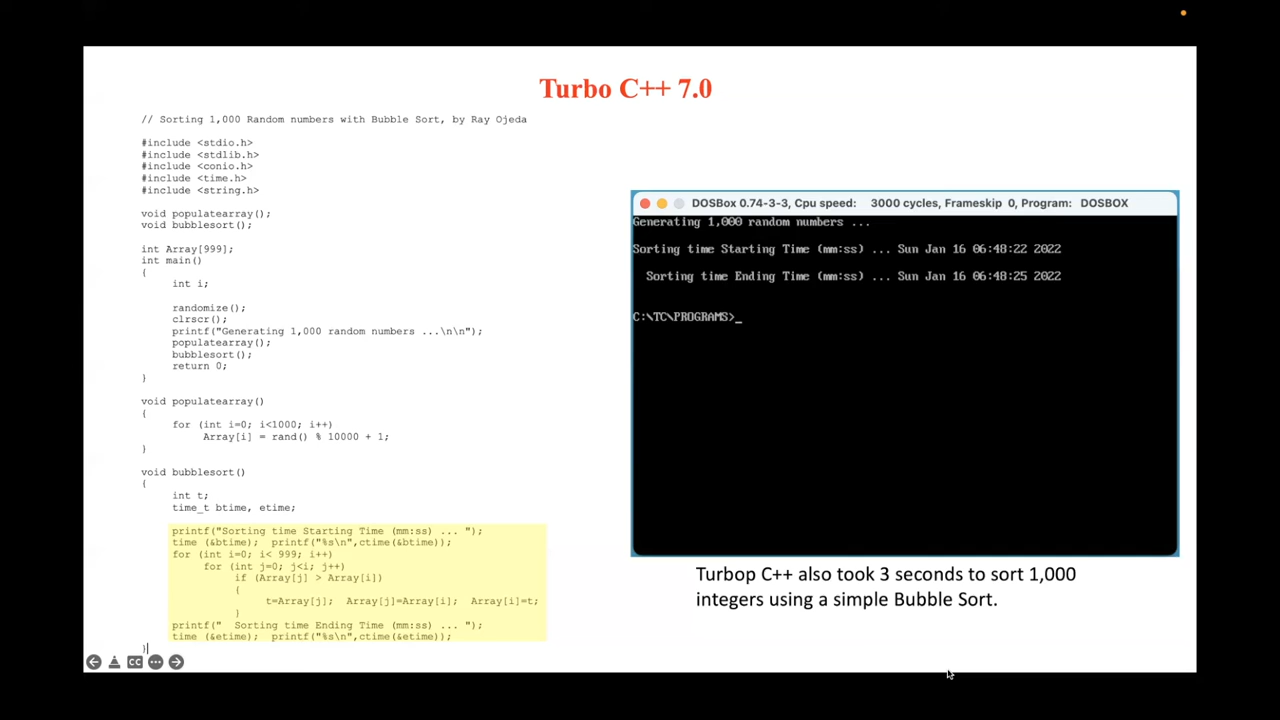 Turbo C++ 7.0
// Sorting 1,000 Random numbers with Bubble Sort, by Ray Ojeda
#include <stdio.h>
#include <stdlib.h>
#include <conio.h>
#include <time.h>
#include <string.h>
void populatearray();
void bubblesort();
int Array[999];
int main()
{
int i;
randomize();
clrscr();
printf("Generating 1,000 random numbers ...\n\n");
populatearray();
bubblesort();
return 0;
}
void populatearray()
{
for (int i=0; i<1000; i++)
Array[i] = rand() % 10000 + 1;
}
void bubblesort()
{
int t;
time_t btime, etime;
printf("Sorting time Starting Time (mm:ss) ... ");
time (&btime);  printf("%s\n",ctime(&btime));
for (int i=0; i< 999; i++)
for (int j=0; j<i; j++)
if (Array[j] > Array[i])
{
t=Array[j];  Array[j]=Array[i];  Array[i]=t;
}
printf("  Sorting time Ending Time (mm:ss) ... ");
time (&etime);  printf("%s\n",ctime(&etime));
}
DOSBox 0.74-3-3, Cpu speed:    3000 cycles, Frameskip  0, Program:   DOSBOX
Generating 1,000 random numbers ...
Sorting time Starting Time (mm:ss) ... Sun Jan 16 06:48:22 2022
Sorting time Ending Time (mm:ss) ... Sun Jan 16 06:48:25 2022
C:\TC\PROGRAMS>_
Turbop C++ also took 3 seconds to sort 1,000
integers using a simple Bubble Sort.
CC